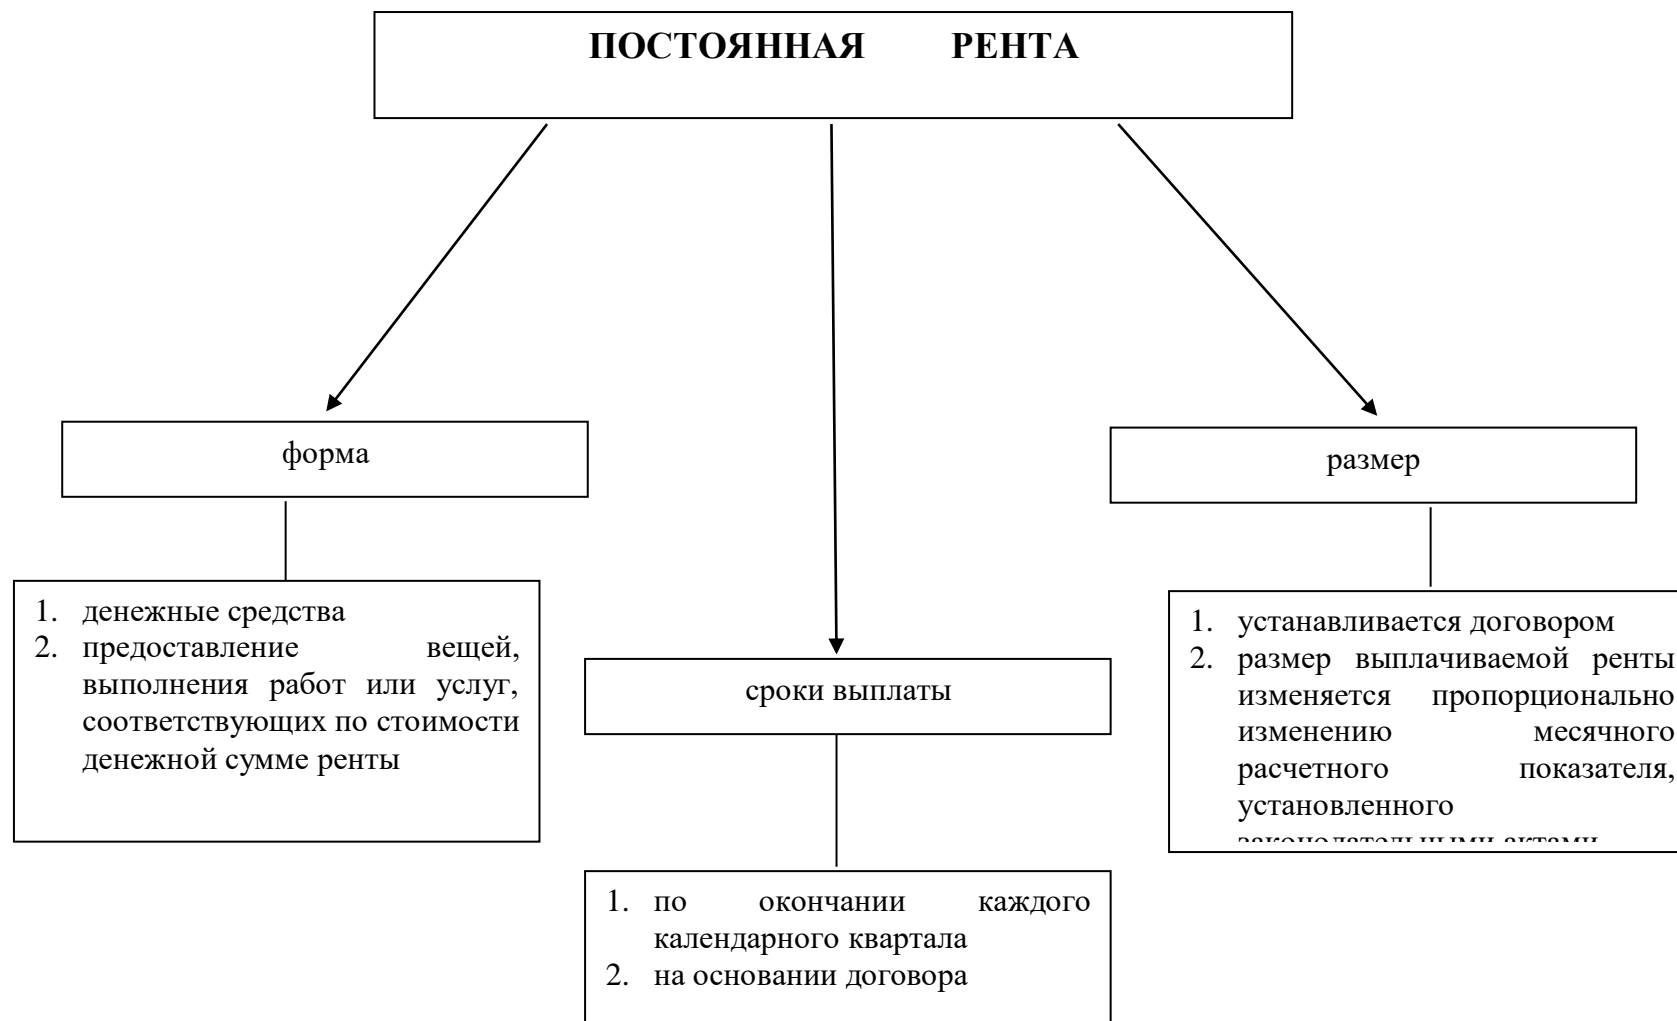 ПОСТОЯННАЯ РЕНТА
форма
1. денежные средства
2. предоставление вещей,
выполнения работ или услуг,
соответствующих по стоимости
денежной сумме ренты
сроки выплаты
1. по окончании каждого
календарного квартала
2. на основании договора
размер
1. устанавливается договором
2. размер выплачиваемой ренты
изменяется пропорционально
изменению месячного
расчетного показателя,
установленного
законодательными актами